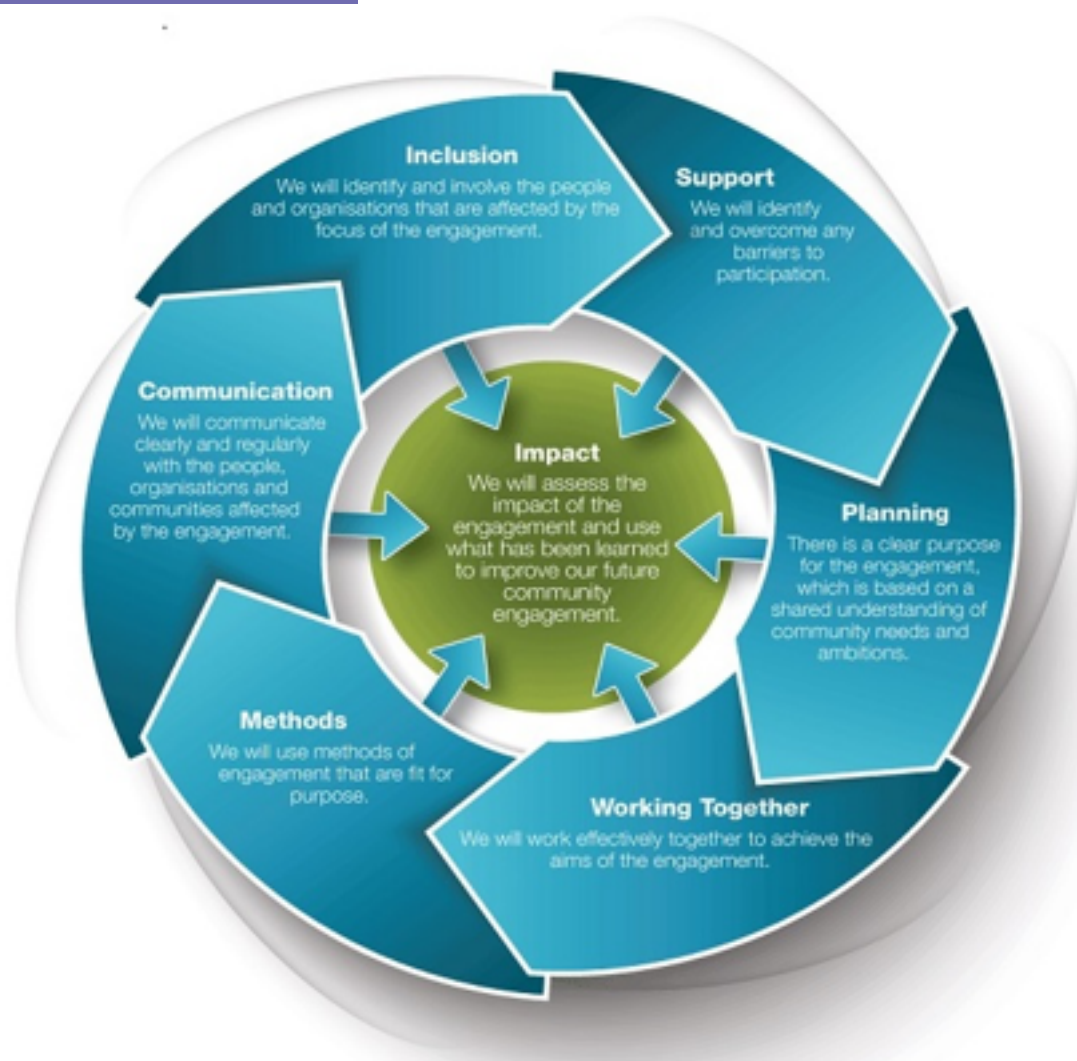 Inclusion
We will identify and involve the people
and organisations that are affected by the
focus of the engagement.
Support
We will identify
and overcome any
barriers to
participation.
Planning
There is a clear purpose
for the engagement,
which is based on a
shared understanding of
community needs and
ambitions.
Working Together
We will work effectively together to achieve the
aims of the engagement.
Methods
We will use methods of
engagement that are fit for
purpose.
Communication
We will communicate
clearly and regularly
with the people,
organisations and
communities affected
by the engagement.
Impact
We will assess the
impact of the
engagement and use
what has been learned
to improve our future
community
engagement.